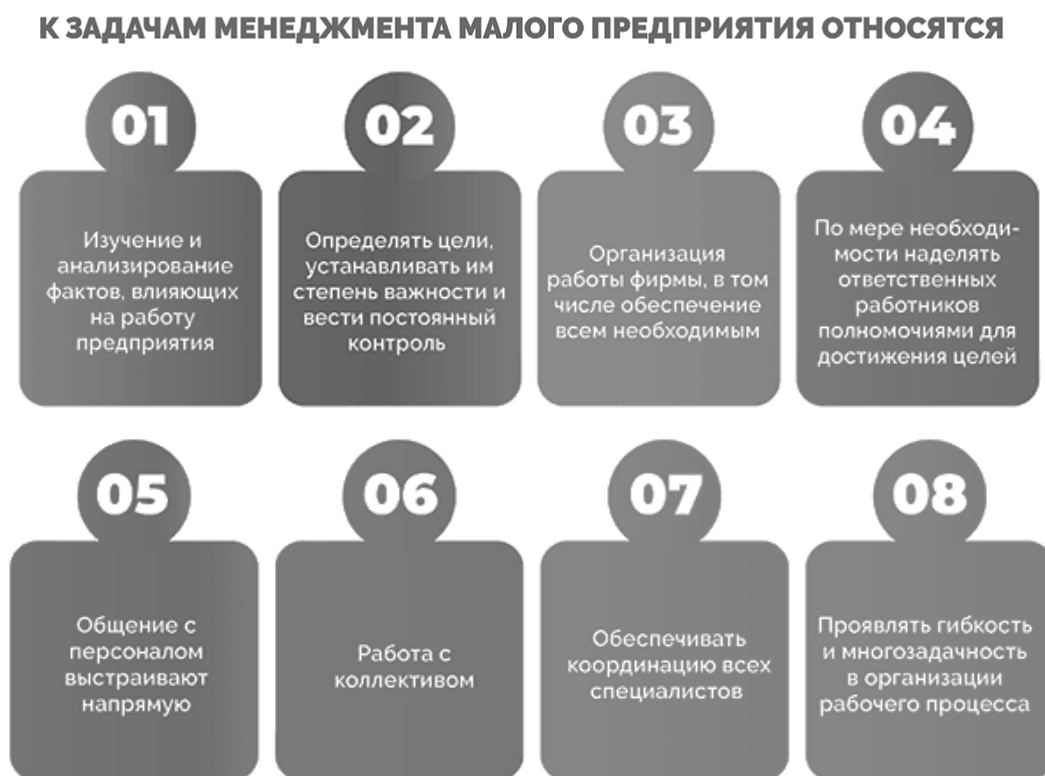 К ЗАДАЧАМ МЕНЕДЖМЕНТА МАЛОГО ПРЕДПРИЯТИЯ ОТНОСЯТСЯ
01
Изучение и
анализирование
фактов, влияющих
на работу
предприятия
02
Определять цели,
устанавливать им
степень важности и
вести постоянный
контроль
03
Организация
работы фирмы, в том
числе обеспечение
всем необходимым
04
По мере необходи-
мости наделять
ответственных
работников
полномочиями для
достижения целей
05
Общение с
персоналом
выстраивают
напрямую
06
Работа с
коллективом
07
Обеспечивать
координацию всех
специалистов
08
Проявлять гибкость
и многозадачность
в организации
рабочего процесса